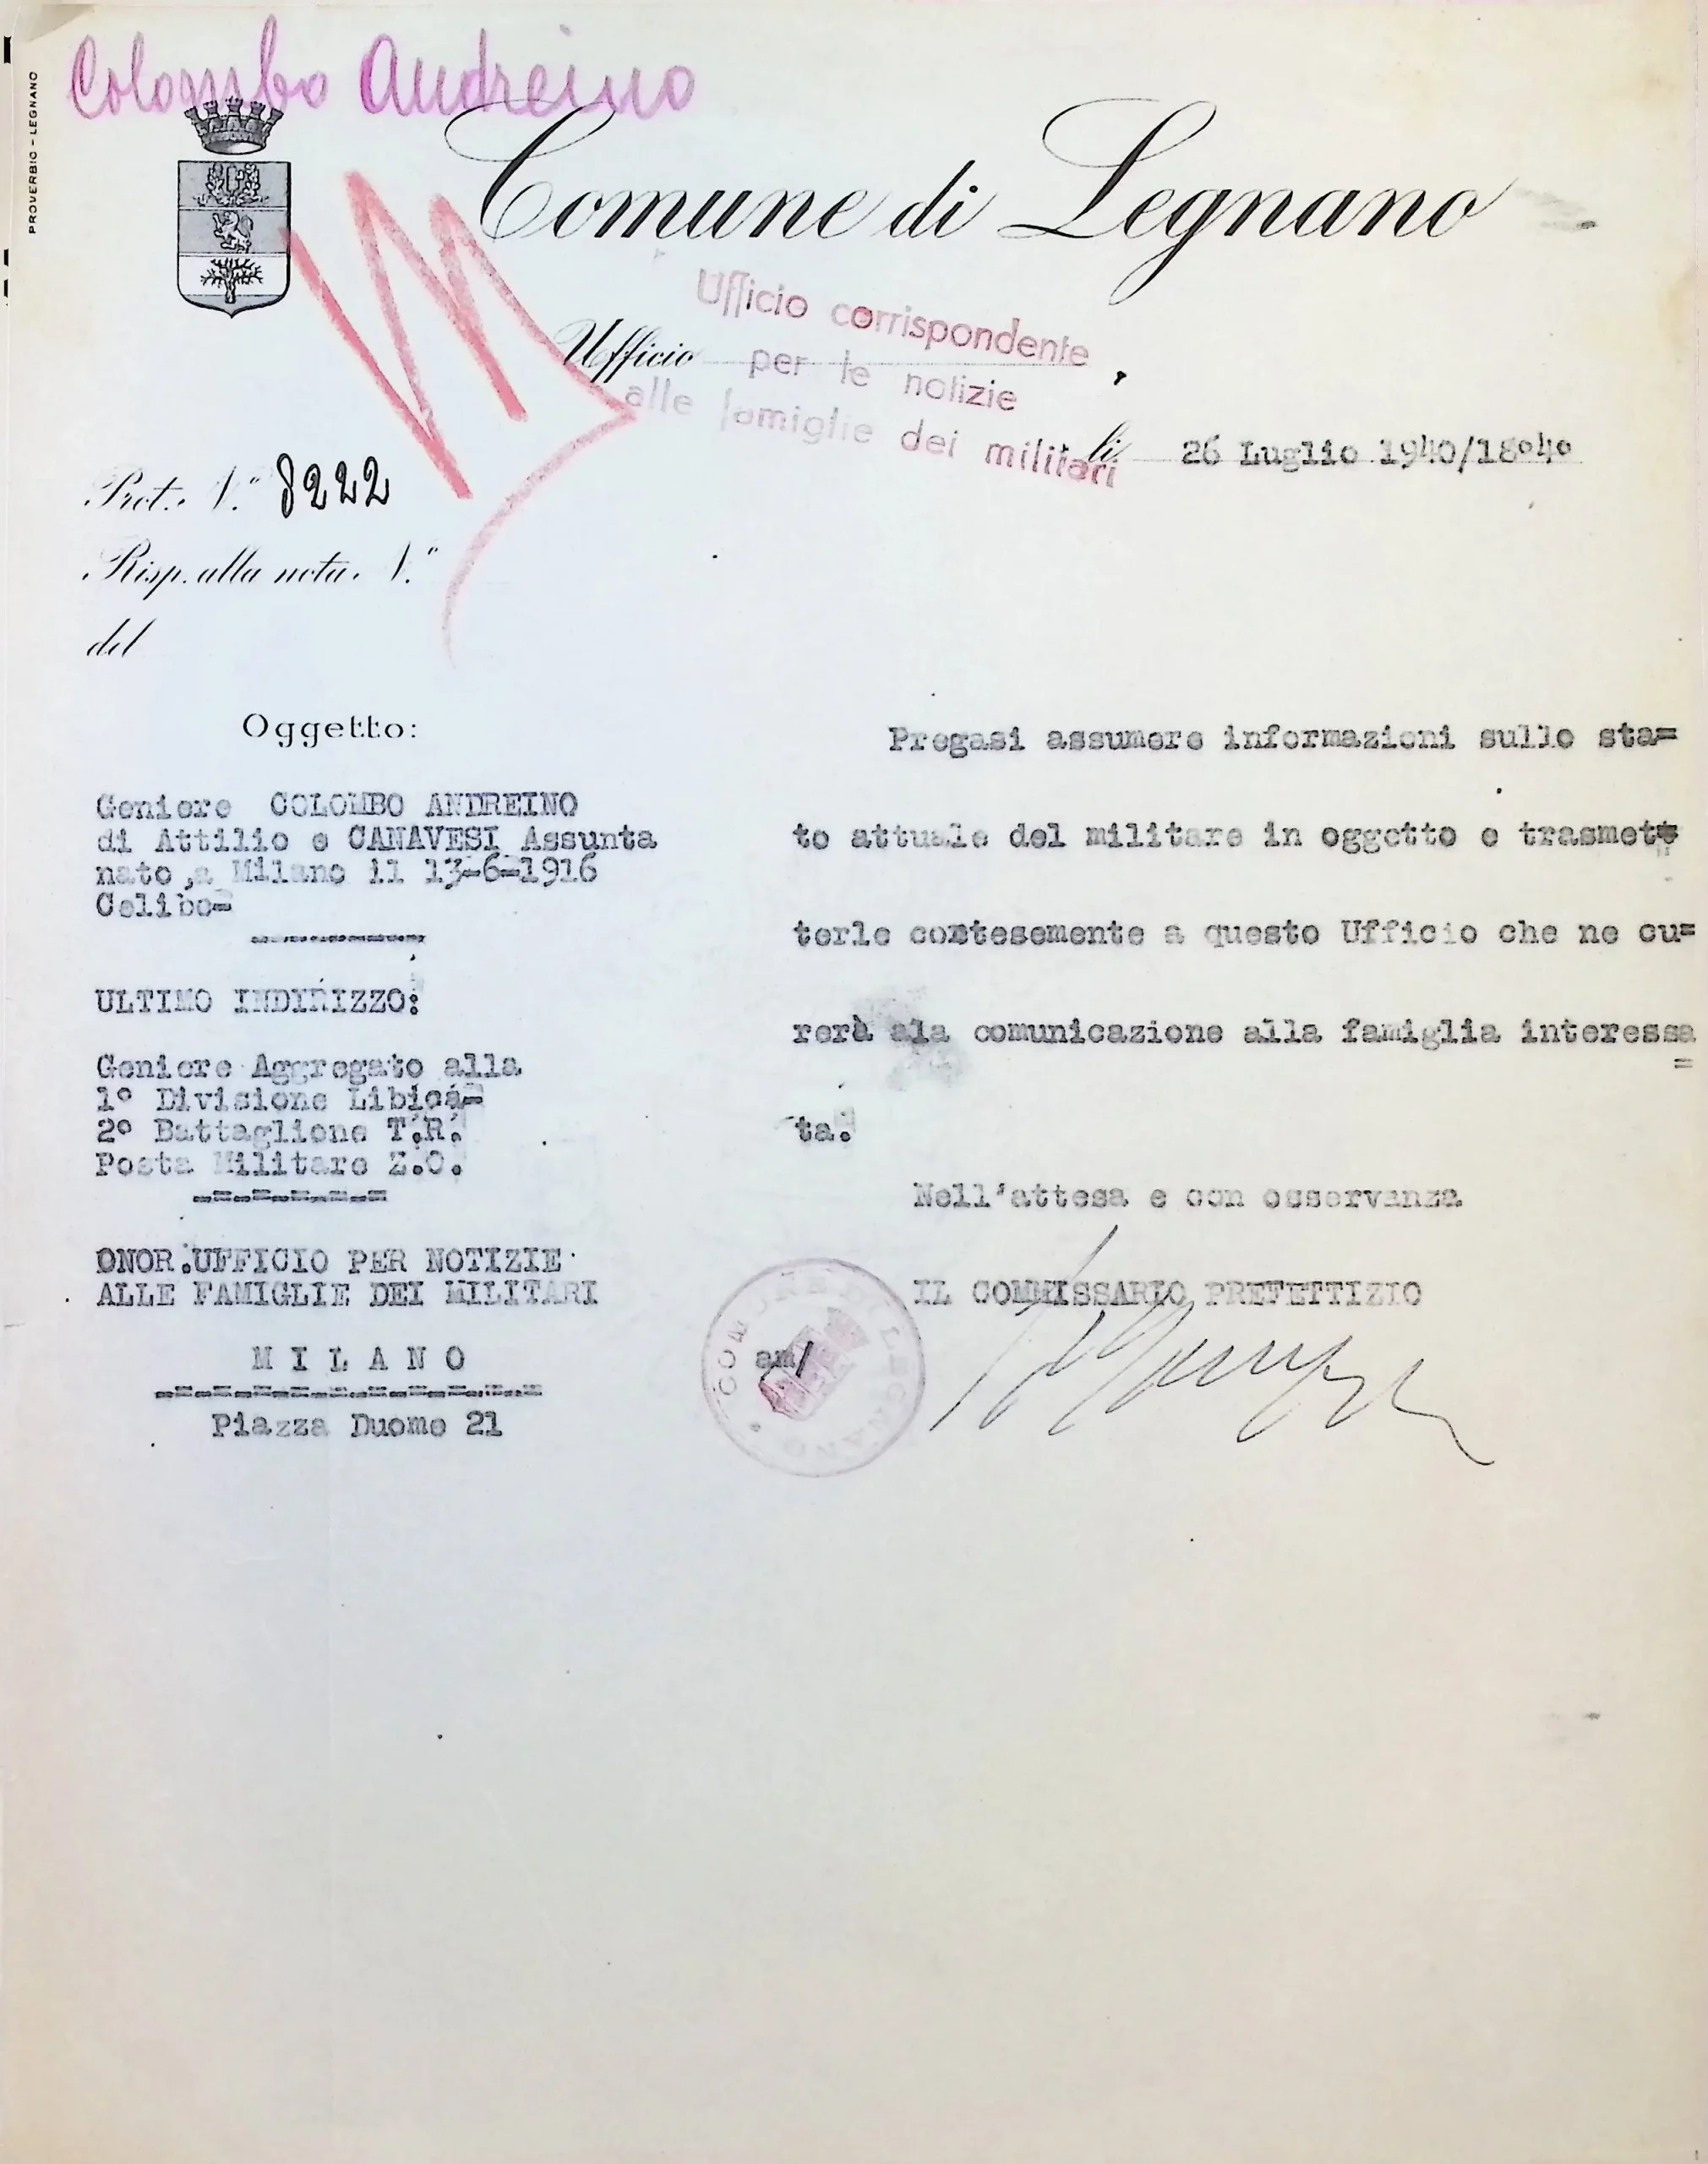 Colombo Andreino
PROVERBIO - LEGNANO
Comune di Legnano
Ufficio
Ufficio corrispondente
per le notizie
alle famiglie dei militari
li 26 Luglio 1940/18°4°
Prot. N.° 8222
Risp. alla nota N.°
del
Oggetto:
Geniere COLOMBO ANDREINO
di Attilio e CANAVESI Assunta
nato a Milano il 13-6-1916
Celibe=
ULTIMO INDIRIZZO:
Geniere Aggregato alla
1° Divisione Libica=
2° Battaglione T.R.
Posta Militare Z.O.
ONOR.UFFICIO PER NOTIZIE
ALLE FAMIGLIE DEI MILITARI
M I L A N O
Piazza Duomo 21
Pregasi assumere informazioni sullo sta=
to attuale del militare in oggetto e trasmet=
terle cortesemente a questo Ufficio che ne cu=
rerà ala comunicazione alla famiglia interessa
=
ta.
Nell'attesa e con osservanza
IL COMMISSARIO PREFETTIZIO
am/
COMUNE DI LEGNANO